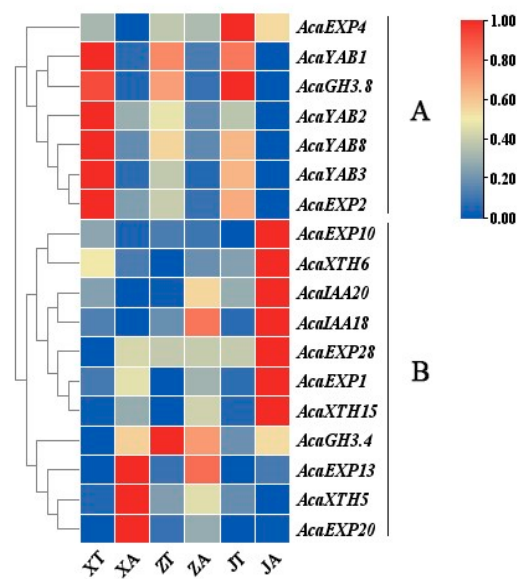 AcaEXP4
AcaYAB1
AcaGH3.8
AcaYAB2
AcaYAB8
AcaYAB3
AcaEXP2
AcaEXP10
AcaXTH6
AcaIAA20
AcaIAA18
AcaEXP28
AcaEXP1
AcaXTH15
AcaGH3.4
AcaEXP13
AcaXTH5
AcaEXP20
A
B
1.00
0.80
0.60
0.40
0.20
0.00
XT XA ZT ZA JT JA